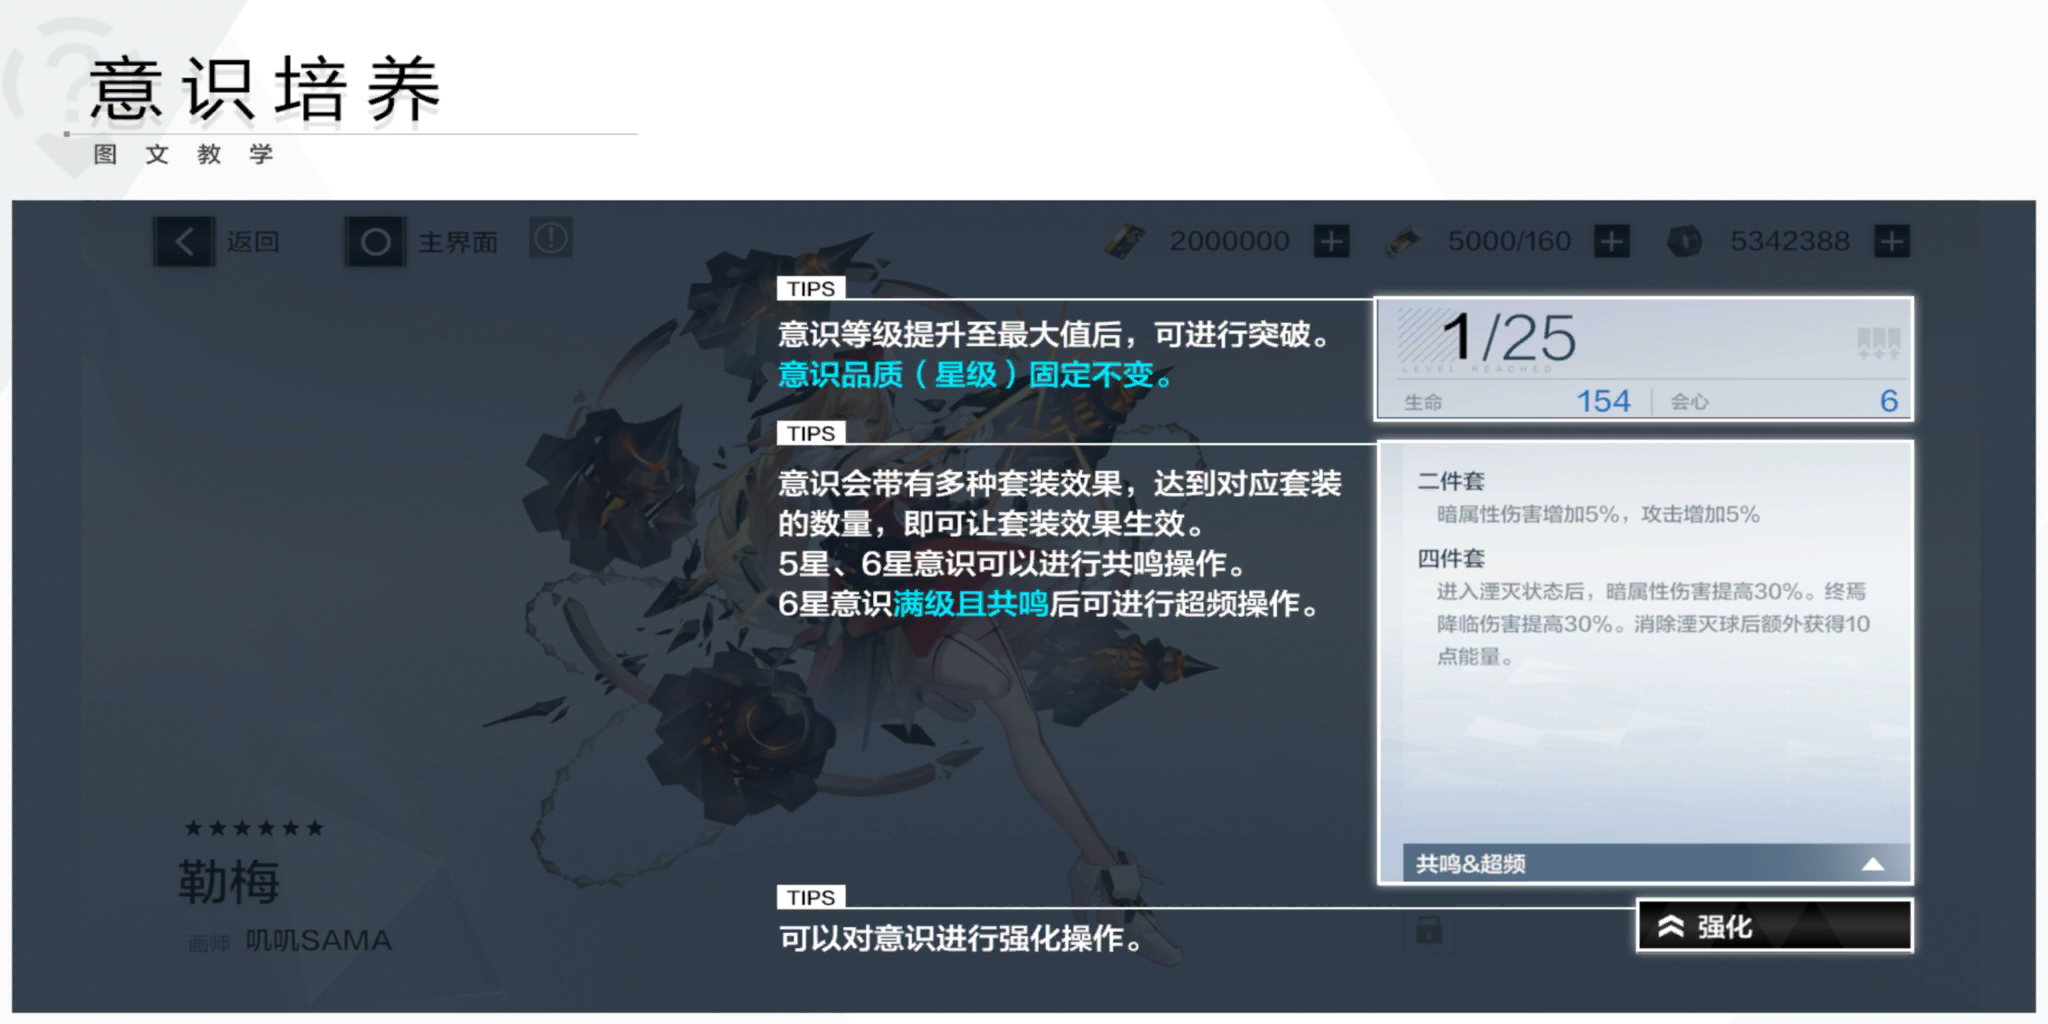 意识培养
图文教学
返回
主界面
2000000
5000/160
5342388
TIPS
意识等级提升至最大值后，可进行突破。
意识品质（星级）固定不变。
1/25
LEVEL REACHED
生命 154 会心 6
TIPS
意识会带有多种套装效果，达到对应套装
的数量，即可让套装效果生效。
5星、6星意识可以进行共鸣操作。
6星意识满级且共鸣后可进行超频操作。
二件套
暗属性伤害增加5%，攻击增加5%
四件套
进入湮灭状态后，暗属性伤害提高30%。终焉
降临伤害提高30%。消除湮灭球后额外获得10
点能量。
共鸣&超频
★★★★★★
勒梅
画师 叽叽SAMA
TIPS
可以对意识进行强化操作。
强化